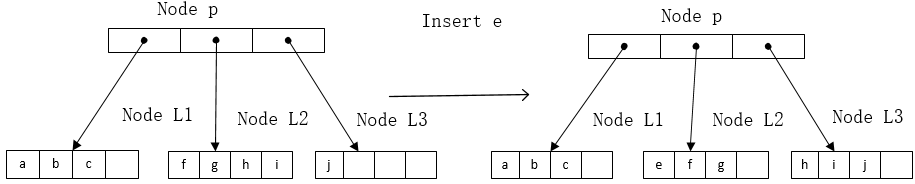 Node p
Insert e
Node p
Node L1
Node L2
Node L3
Node L1
Node L2
Node L3
a b c
f g h i
j
a b c
e f g
h i j